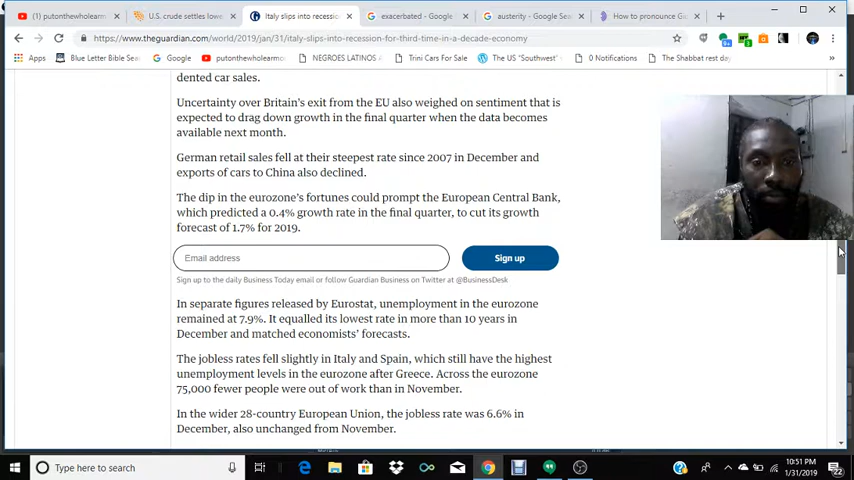 (1) putonthewholearm
U.S. crude settles lowe
Italy slips into recessio
exacerbated - Google
austerity - Google Sea
How to pronounce G
https://www.theguardian.com/world/2019/jan/31/italy-slips-into-recession-for-third-time-in-a-decade-economy
Apps
Blue Letter Bible Sear
Google
putonthewholearm
NEGROES LATINOS A
Trini Cars For Sale
The US "Southwest"
0 Notifications
The Shabbat rest day
dented car sales.
Uncertainty over Britain's exit from the EU also weighed on sentiment that is
expected to drag down growth in the final quarter when the data becomes
available next month.
German retail sales fell at their steepest rate since 2007 in December and
exports of cars to China also declined.
The dip in the eurozone's fortunes could prompt the European Central Bank,
which predicted a 0.4% growth rate in the final quarter, to cut its growth
forecast of 1.7% for 2019.
Email address
Sign up
Sign up to the daily Business Today email or follow Guardian Business on Twitter at @BusinessDesk
In separate figures released by Eurostat, unemployment in the eurozone
remained at 7.9%. It equalled its lowest rate in more than 10 years in
December and matched economists' forecasts.
The jobless rates fell slightly in Italy and Spain, which still have the highest
unemployment levels in the eurozone after Greece. Across the eurozone
75,000 fewer people were out of work than in November.
In the wider 28-country European Union, the jobless rate was 6.6% in
December, also unchanged from November.
Type here to search
10:51 PM
1/31/2019
22